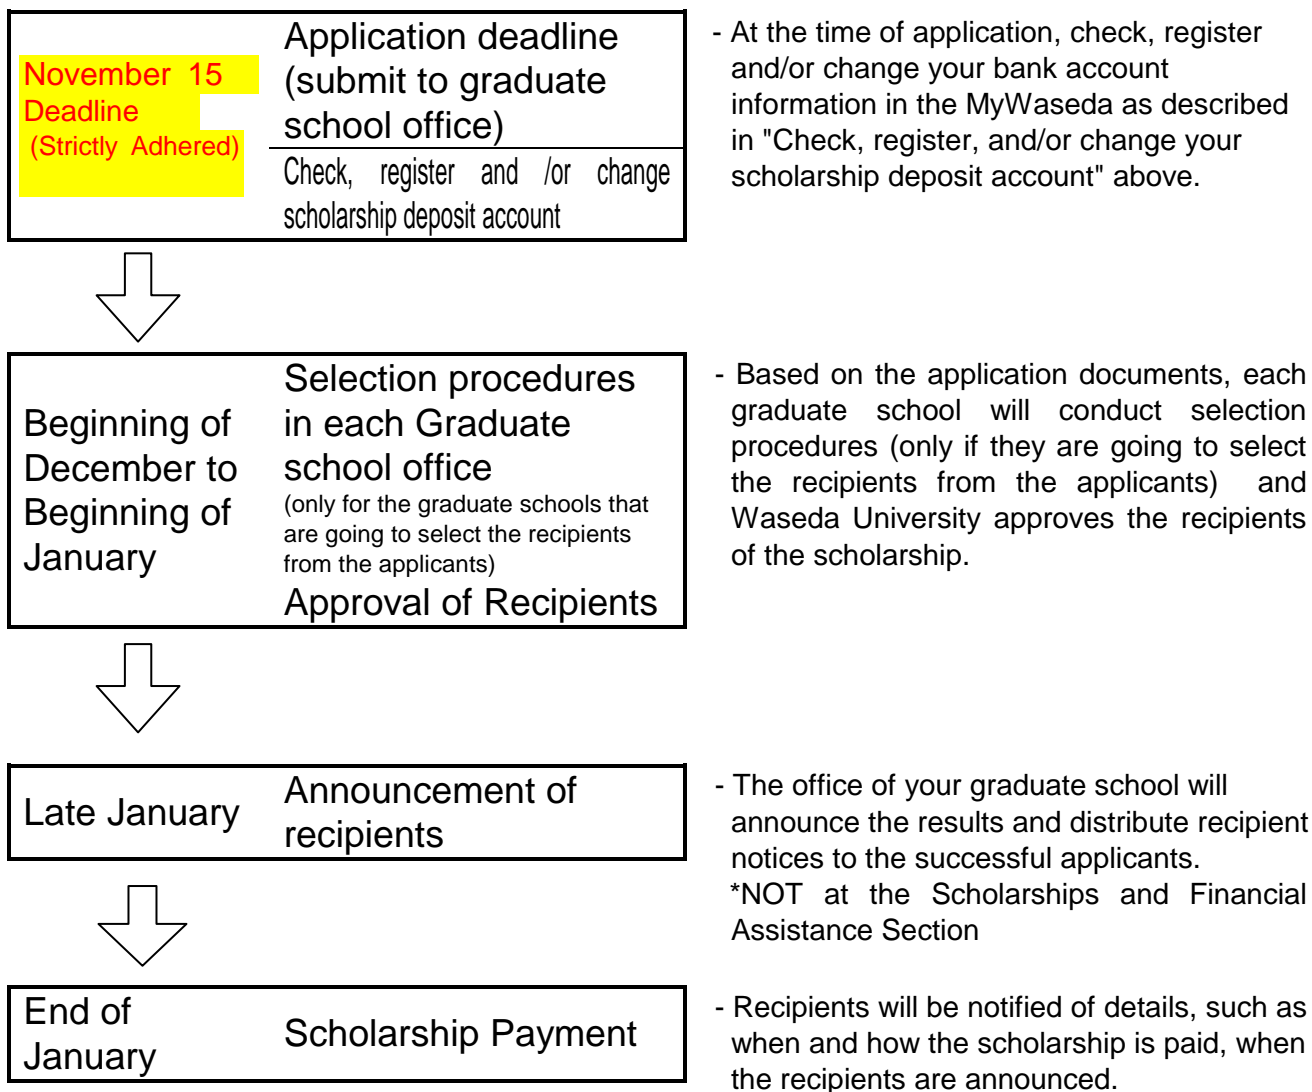 November 15
Deadline
(Strictly Adhered)
Application deadline
(submit to graduate
school office)
Check, register and /or change
scholarship deposit account
- At the time of application, check, register
and/or change your bank account
information in the MyWaseda as described
in "Check, register, and/or change your
scholarship deposit account" above.
Beginning of
December to
Beginning of
January
Selection procedures
in each Graduate
school office
(only for the graduate schools that
are going to select the recipients
from the applicants)
Approval of Recipients
- Based on the application documents, each
graduate school will conduct selection
procedures (only if they are going to select
the recipients from the applicants) and
Waseda University approves the recipients
of the scholarship.
Late January
Announcement of
recipients
- The office of your graduate school will
announce the results and distribute recipient
notices to the successful applicants.
*NOT at the Scholarships and Financial
Assistance Section
End of
January
Scholarship Payment
- Recipients will be notified of details, such as
when and how the scholarship is paid, when
the recipients are announced.